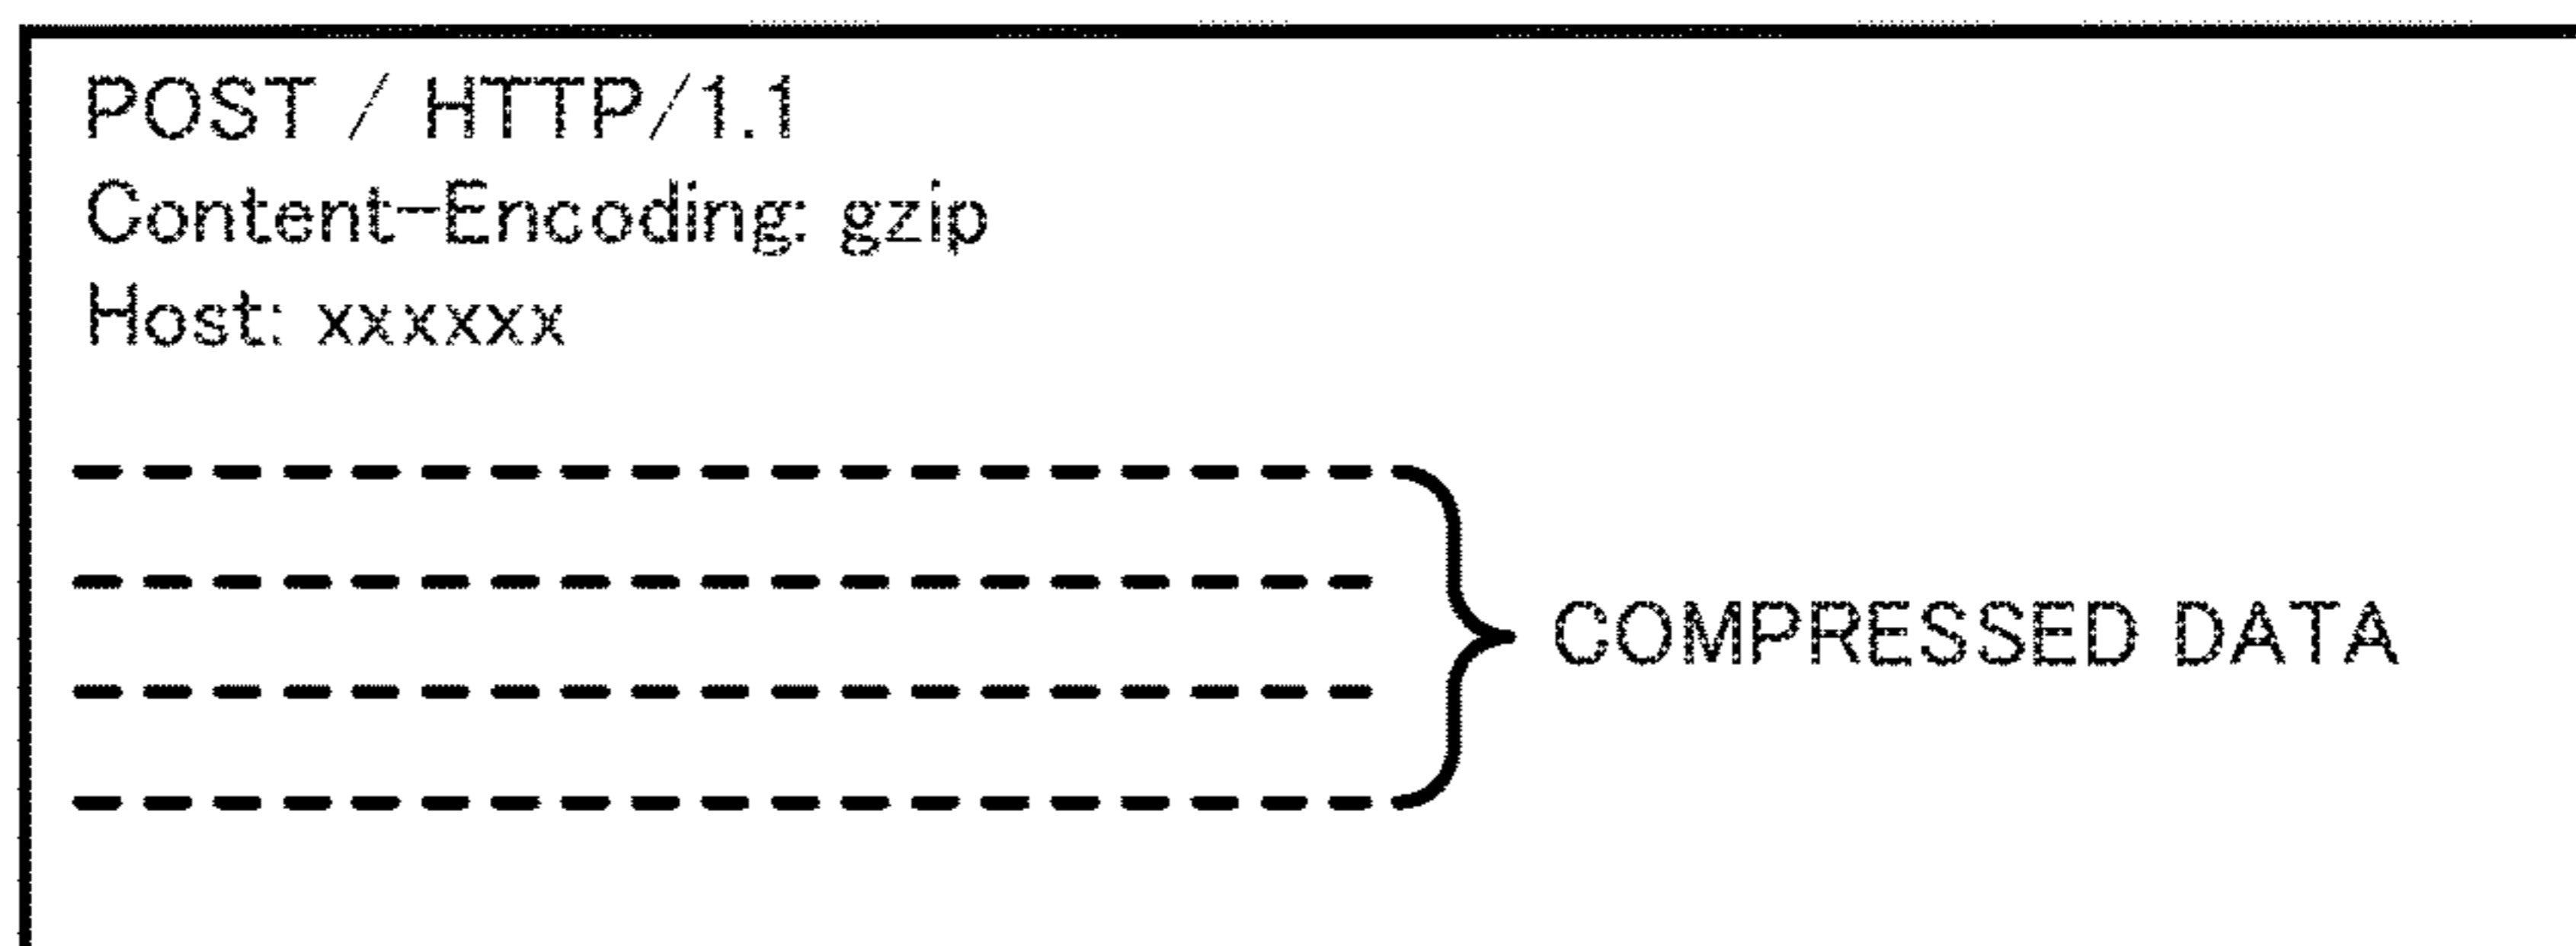 POST / HTTP/1.1
Content-Encoding: gzip
Host: xxxxxx
COMPRESSED DATA